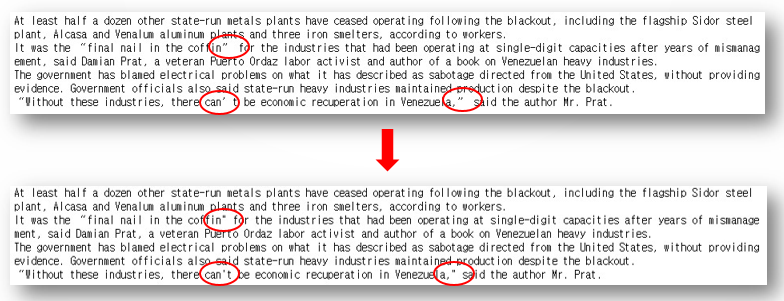 At least half a dozen other state-run metals plants have ceased operating following the blackout, including the flagship Sidor steel
plant, Alcasa and Venalum aluminum plants and three iron smelters, according to workers.
It was the “final nail in the coffin” for the industries that had been operating at single-digit capacities after years of mismanag
ement, said Damian Prat, a veteran Puerto Ordaz labor activist and author of a book on Venezuelan heavy industries.
The government has blamed electrical problems on what it has described as sabotage directed from the United States, without providing
evidence. Government officials also said state-run heavy industries maintained production despite the blackout.
“Without these industries, there can’t be economic recuperation in Venezuela,” said the author Mr. Prat.
At least half a dozen other state-run metals plants have ceased operating following the blackout, including the flagship Sidor steel
plant, Alcasa and Venalum aluminum plants and three iron smelters, according to workers.
It was the “final nail in the coffin" for the industries that had been operating at single-digit capacities after years of mismanage
ment, said Damian Prat, a veteran Puerto Ordaz labor activist and author of a book on Venezuelan heavy industries.
The government has blamed electrical problems on what it has described as sabotage directed from the United States, without providing
evidence. Government officials also said state-run heavy industries maintained production despite the blackout.
“Without these industries, there can't be economic recuperation in Venezuela," said the author Mr. Prat.